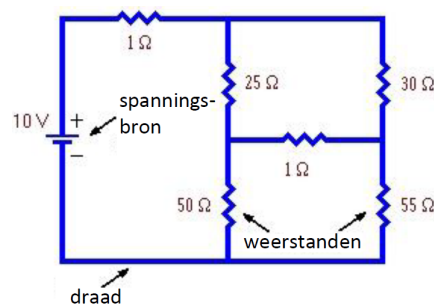 1 Ω
25 Ω
30 Ω
spannings-
bron
10 V
+
−
1 Ω
50 Ω
55 Ω
weerstanden
draad